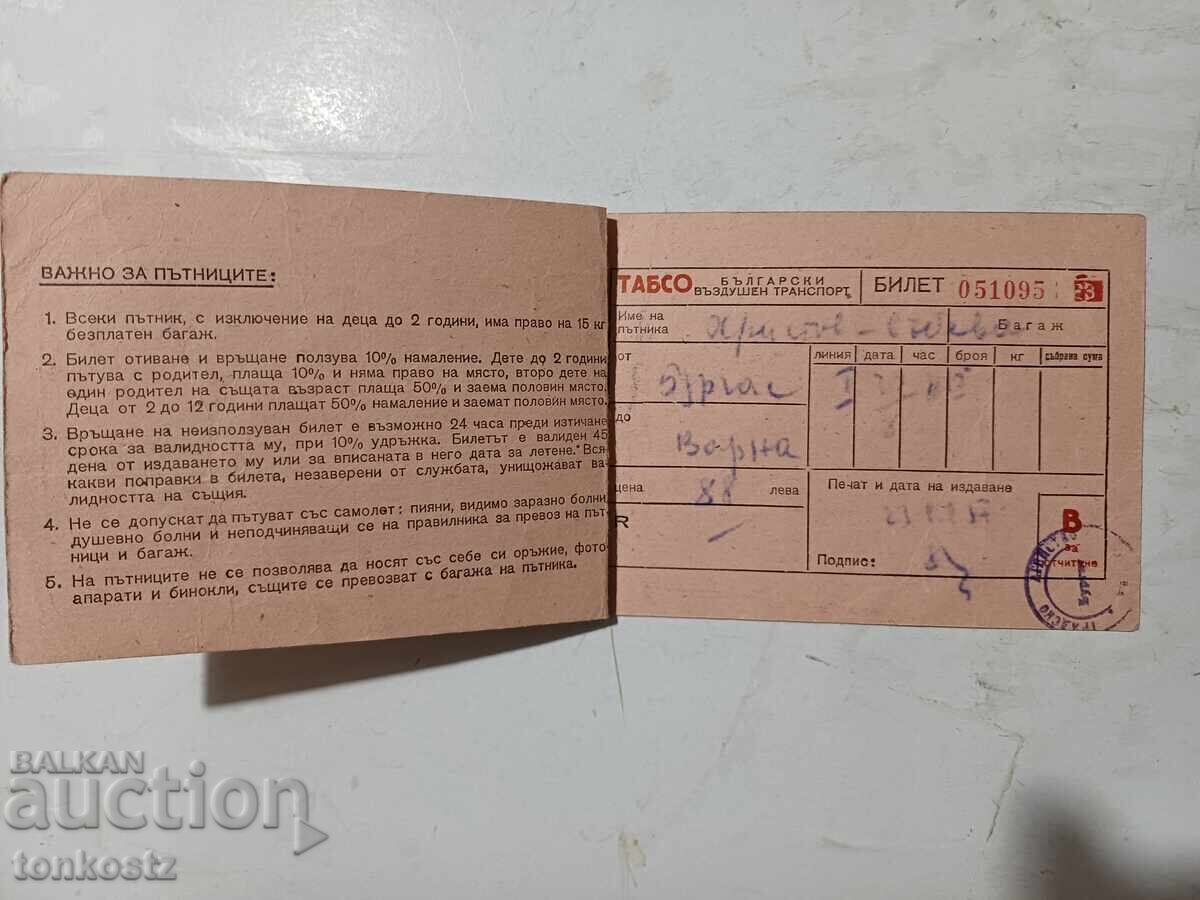 ВАЖНО ЗА ПЪТНИЦИТЕ:
1. Всеки пътник, с изключение на деца до 2 години, има право на 15 кг
безплатен багаж.
2. Билет отиване и връщане ползува 10% намаление. Дете до 2 години
пътува с родител, плаща 10% и няма право на място, второ дете на
един родител на същата възраст плаща 50% и заема половин място.
Деца от 2 до 12 години плащат 50% намаление и заемат половин място.
3. Връщане на неизползуван билет е възможно 24 часа преди изтичане
срока за валидността му, при 10% удръжка. Билетът е валиден 45
дена от издаването му или за вписаната в него дата за летене. Вся-
какви поправки в билета, незаверени от службата, унищожават ва-
лидността на същия.
4. Не се допускат да пътуват със самолет: пияни, видимо заразно болни,
душевно болни и неподчиняващи се на правилника за превоз на път-
ници и багаж.
5. На пътниците не се позволява да носят със себе си оръжие, фото-
апарати и бинокли, същите се превозват с багажа на пътника.
ТАБСО БЪЛГАРСКИ
ВЪЗДУШЕН ТРАНСПОРТ
БИЛЕТ 051095
Име на
пътника
Христов -
Багаж
от
Бургас
линия дата час броя кг събрана сума
I
до
Варна
цена 88 лева
Печат и дата на издаване
R
Подпис:
В
за
отчитане
BALKAN
auction
tonkostz